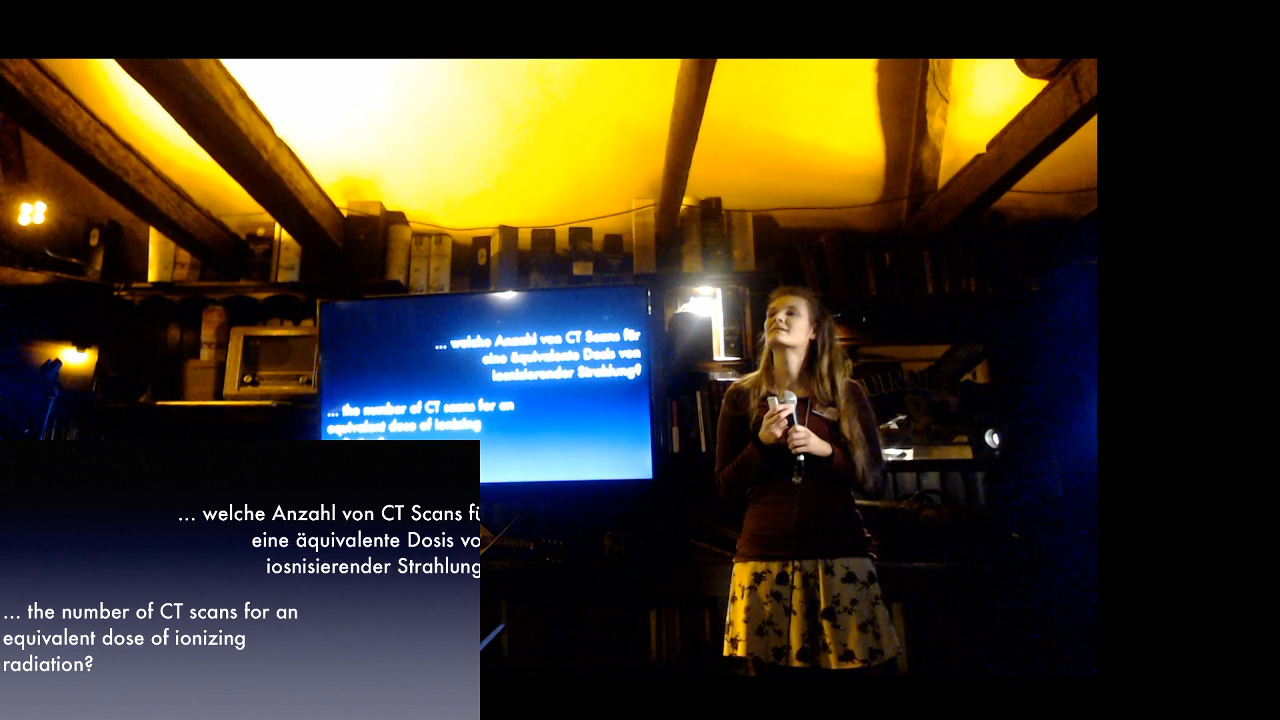 ... welche Anzahl von CT Scans für
eine äquivalente Dosis von
iosnisierender Strahlung?
... the number of CT scans for an
equivalent dose of ionizing
... welche Anzahl von CT Scans fü
eine äquivalente Dosis vo
iosnisierender Strahlung
... the number of CT scans for an
equivalent dose of ionizing
radiation?